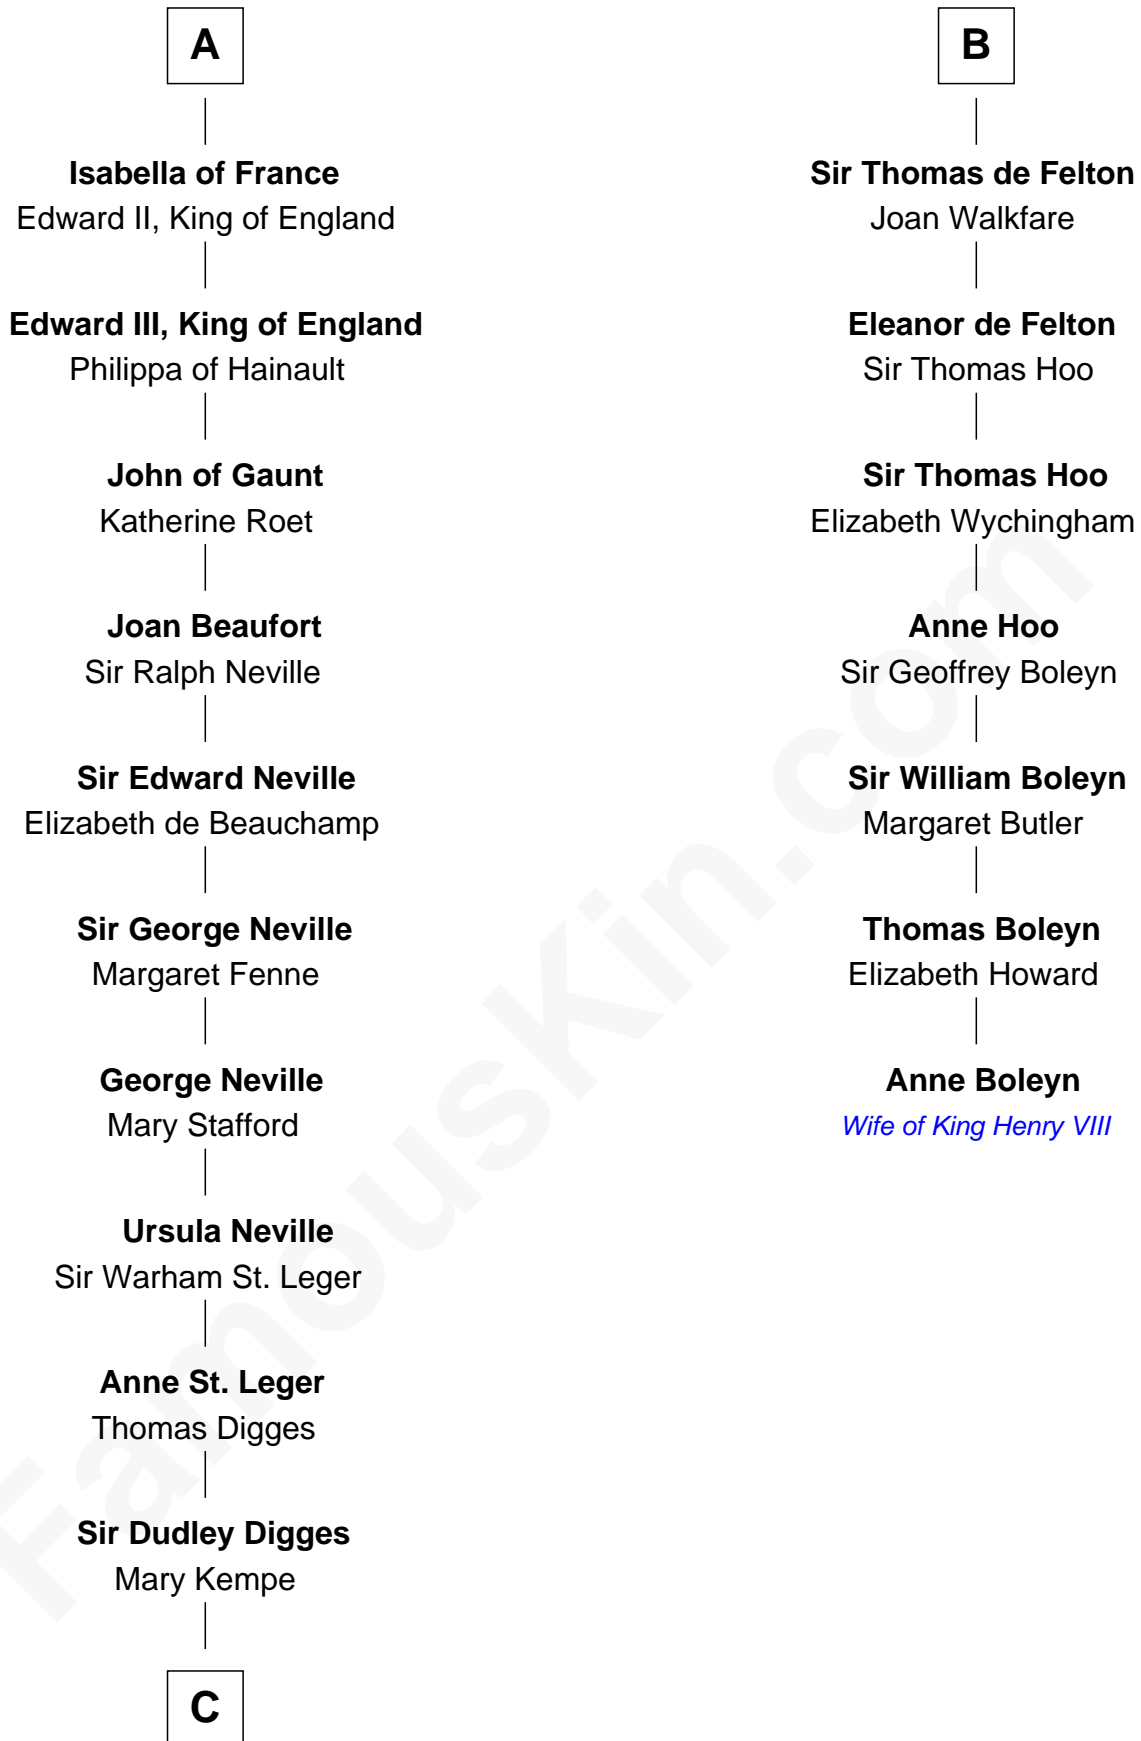 A
Isabella of France
Edward II, King of England
Edward III, King of England
Philippa of Hainault
John of Gaunt
Katherine Roet
Joan Beaufort
Sir Ralph Neville
Sir Edward Neville
Elizabeth de Beauchamp
Sir George Neville
Margaret Fenne
George Neville
Mary Stafford
Ursula Neville
Sir Warham St. Leger
Anne St. Leger
Thomas Digges
Sir Dudley Digges
Mary Kempe
C
B
Sir Thomas de Felton
Joan Walkfare
Eleanor de Felton
Sir Thomas Hoo
Sir Thomas Hoo
Elizabeth Wychingham
Anne Hoo
Sir Geoffrey Boleyn
Sir William Boleyn
Margaret Butler
Thomas Boleyn
Elizabeth Howard
Anne Boleyn
Wife of King Henry VIII
FamousKin.com